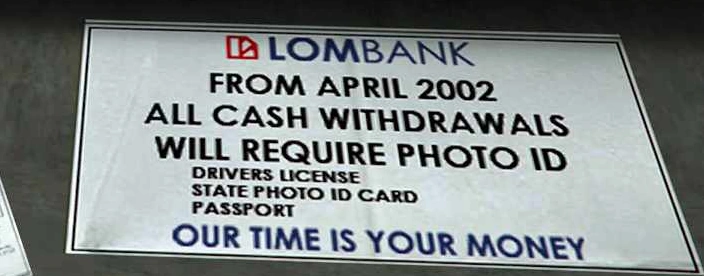 LOMBANK
FROM APRIL 2002
ALL CASH WITHDRAWALS
WILL REQUIRE PHOTO ID
DRIVERS LICENSE
STATE PHOTO ID CARD
PASSPORT
OUR TIME IS YOUR MONEY